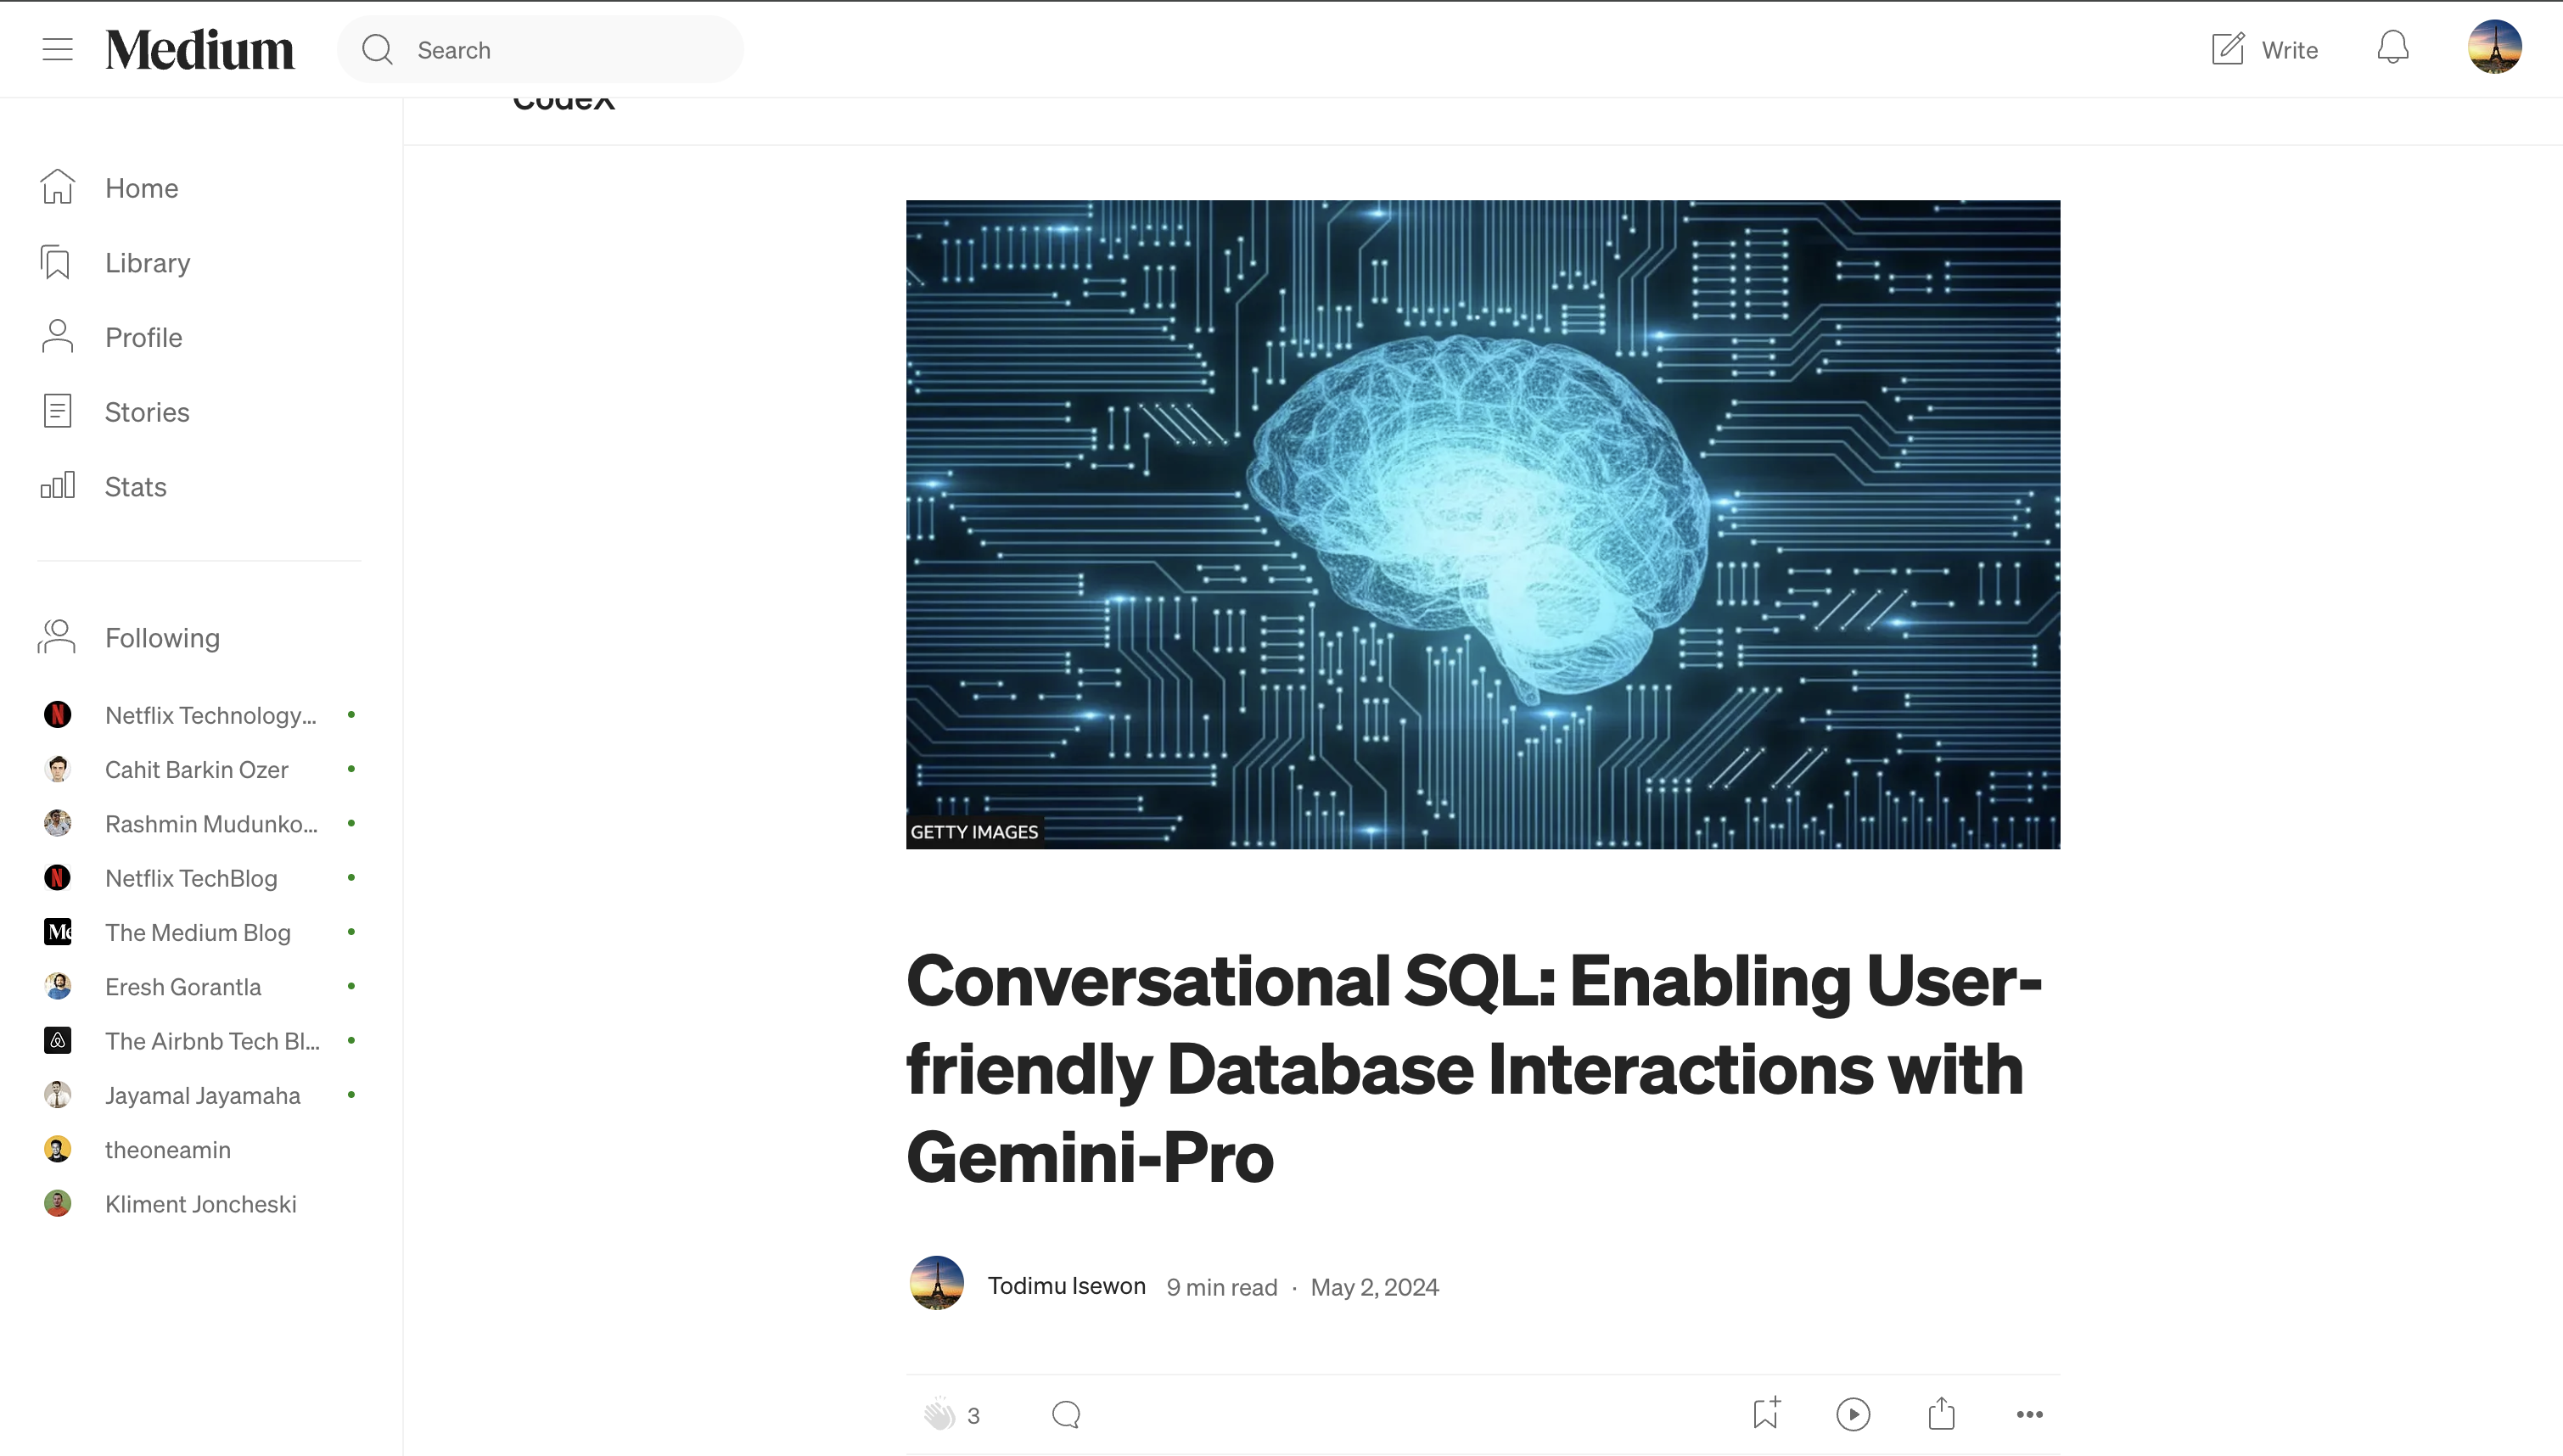 Medium
Search
Write
CodeX
Home
Library
Profile
Stories
Stats
Following
Netflix Technology...
Cahit Barkin Ozer
Rashmin Mudunko...
Netflix TechBlog
The Medium Blog
Eresh Gorantla
The Airbnb Tech Bl...
Jayamal Jayamaha
theoneamin
Kliment Joncheski
GETTY IMAGES
Conversational SQL: Enabling User-
friendly Database Interactions with
Gemini-Pro
Todimu Isewon 9 min read · May 2, 2024
3